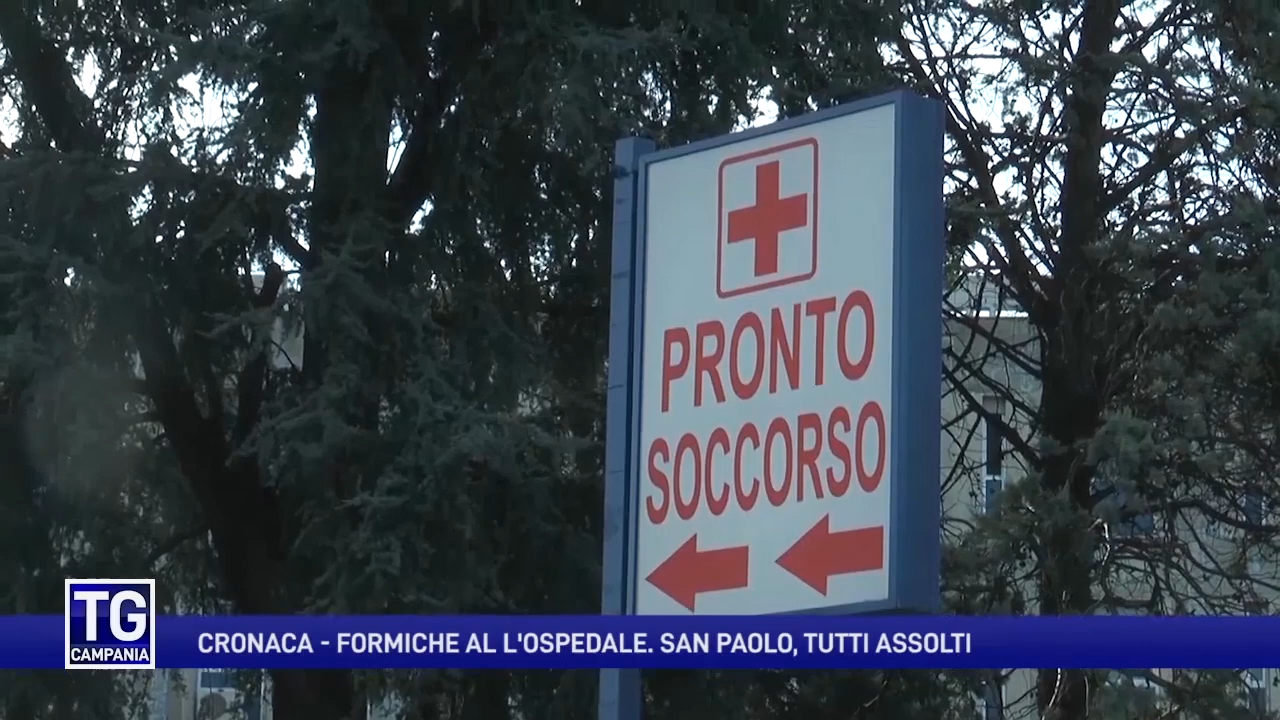 PRONTO
SOCCORSO
TG
CAMPANIA
CRONACA - FORMICHE AL L'OSPEDALE. SAN PAOLO, TUTTI ASSOLTI